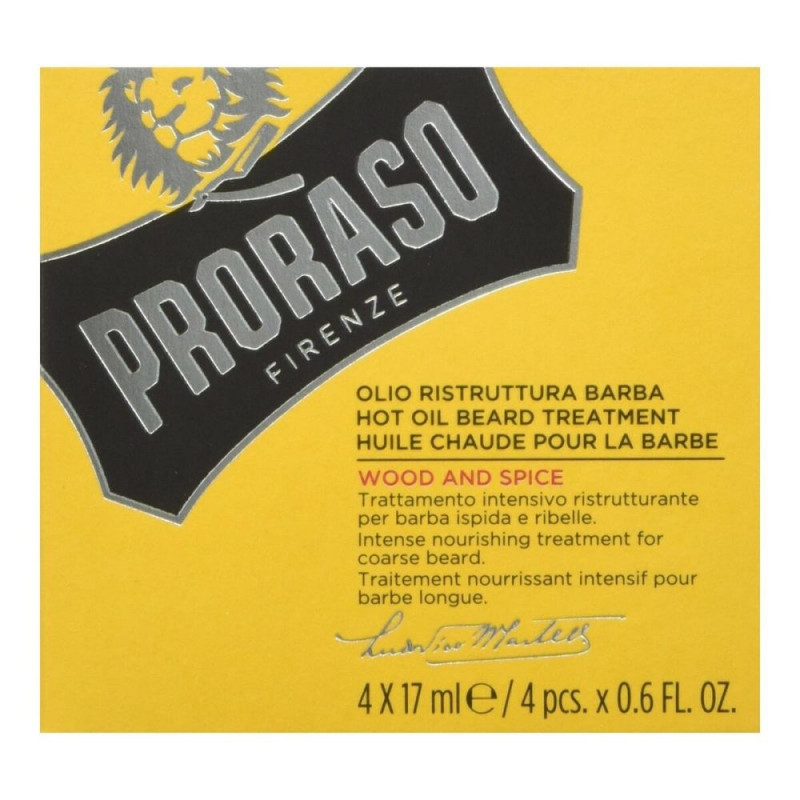 PRORASO
FIRENZE
OLIO RISTRUTTURA BARBA
HOT OIL BEARD TREATMENT
HUILE CHAUDE POUR LA BARBE
WOOD AND SPICE
Trattamento intensivo ristrutturante
per barba ispida e ribelle.
Intense nourishing treatment for
coarse beard.
Traitement nourrissant intensif pour
barbe longue.
Ludovico Martelli
4 X 17 ml ℮ / 4 pcs. x 0.6 FL. OZ.